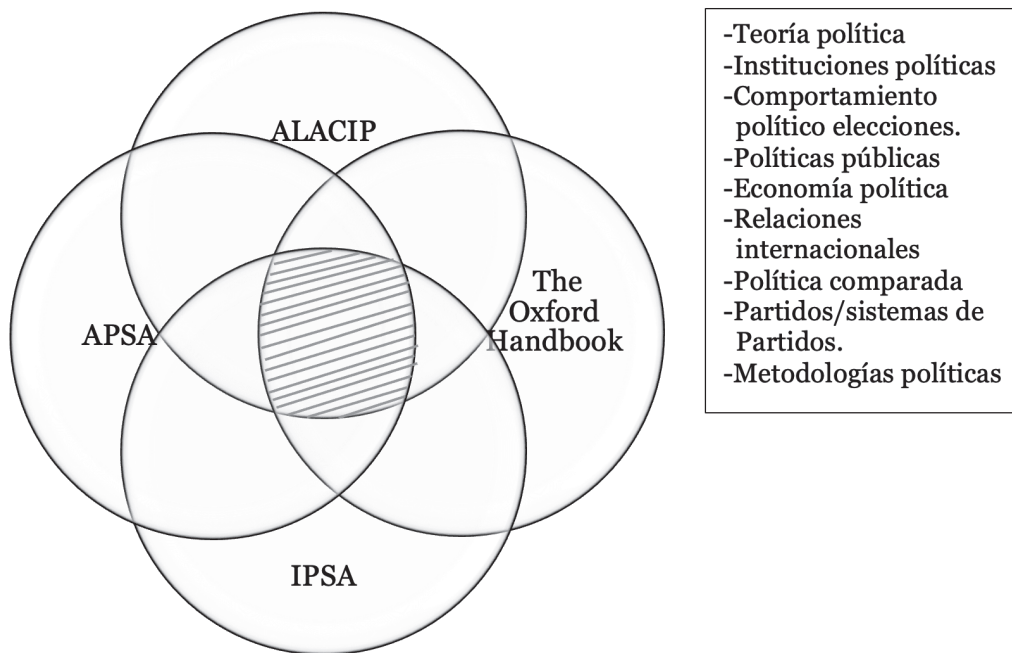 ALACIP
APSA
The
Oxford
Handbook
IPSA
-Teoría política
-Instituciones políticas
-Comportamiento
político elecciones.
-Políticas públicas
-Economía política
-Relaciones
internacionales
-Política comparada
-Partidos/sistemas de
Partidos.
-Metodologías políticas